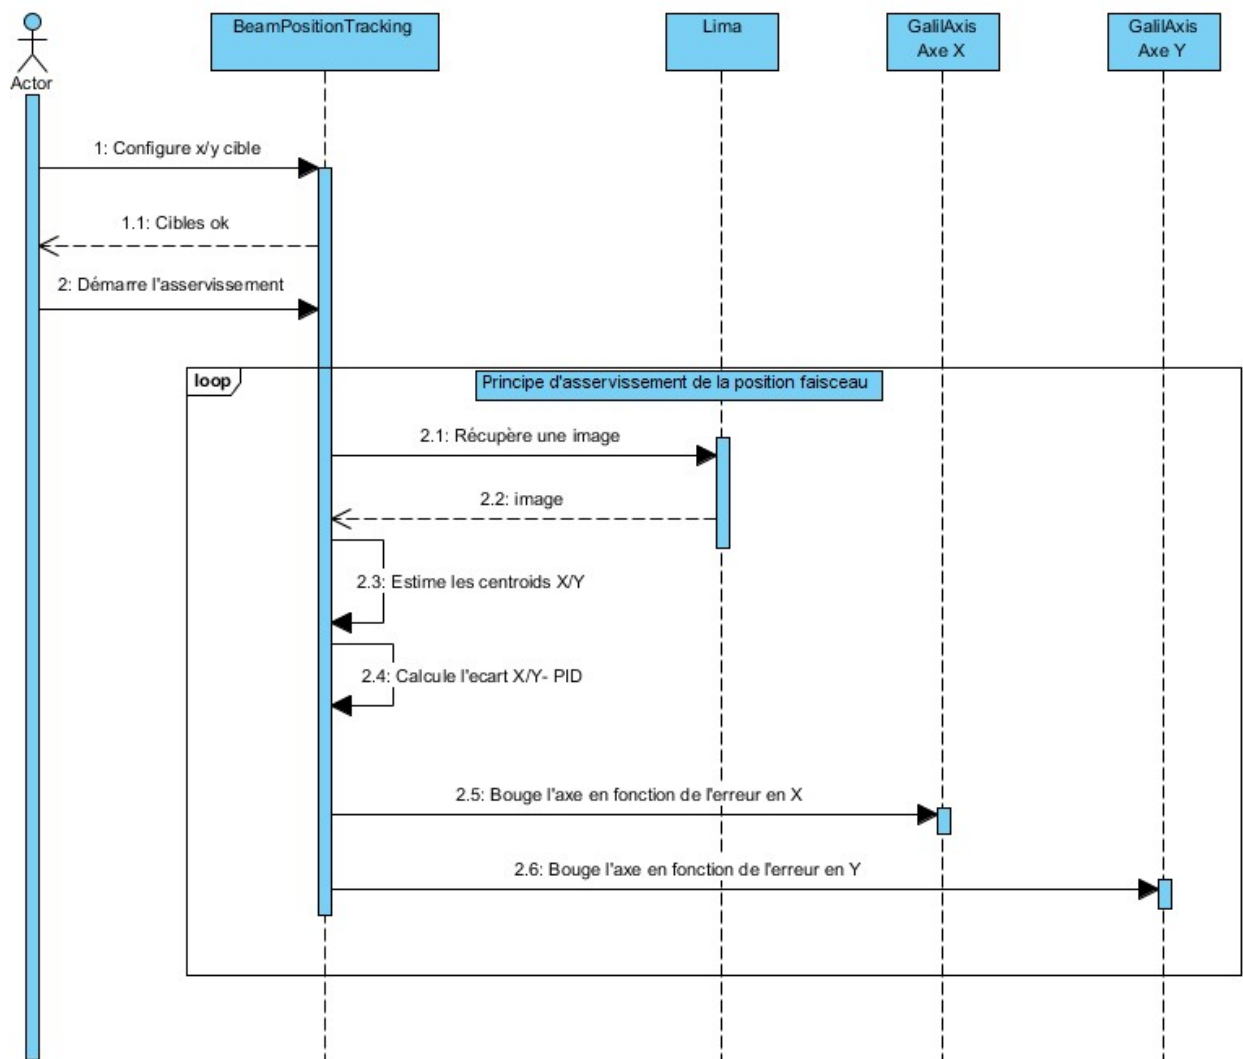 BeamPositionTracking
Lima
GalilAxis
Axe X
GalilAxis
Axe Y
Actor
1: Configure x/y cible
1.1: Cibles ok
2: Démarre l'asservissement
loop
Principe d'asservissement de la position faisceau
2.1: Récupère une image
2.2: image
2.3: Estime les centroids X/Y
2.4: Calcule l'ecart X/Y- PID
2.5: Bouge l'axe en fonction de l'erreur en X
2.6: Bouge l'axe en fonction de l'erreur en Y